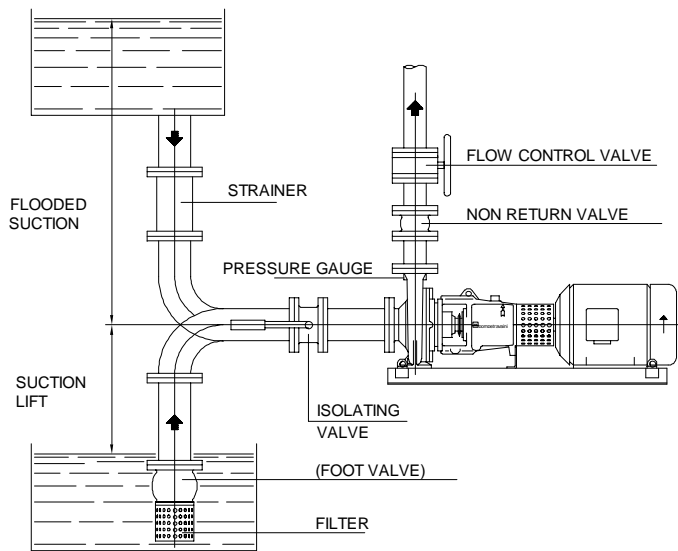 FLOW CONTROL VALVE
STRAINER
FLOODED
SUCTION
NON RETURN VALVE
PRESSURE GAUGE
SUCTION
LIFT
ISOLATING
VALVE
(FOOT VALVE)
FILTER